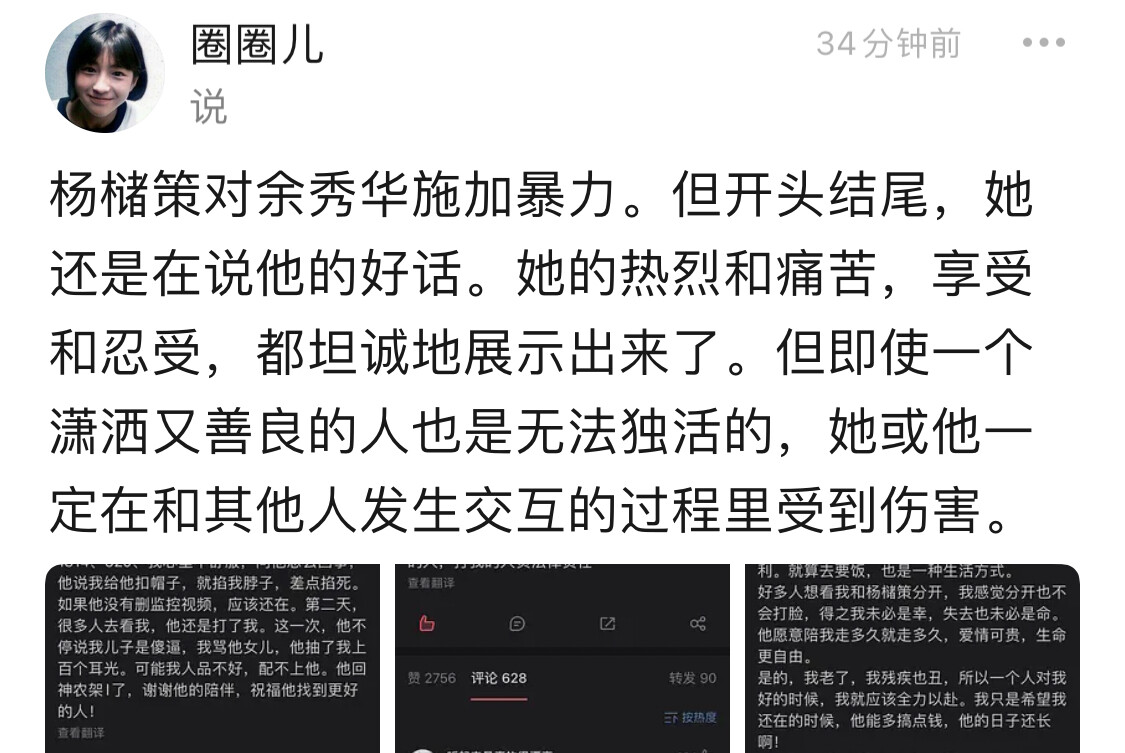 圈圈儿
34分钟前
说
杨槠策对余秀华施加暴力。但开头结尾，她
还是在说他的好话。她的热烈和痛苦，享受
和忍受，都坦诚地展示出来了。但即使一个
潇洒又善良的人也是无法独活的，她或他一
定在和其他人发生交互的过程里受到伤害。
他说我给他扣帽子，就掐我脖子，差点掐死。
如果他没有删监控视频，应该还在。第二天，
很多人去看我，他还是打了我。这一次，他不
停说我儿子是傻逼，我骂他女儿，他抽了我上
百个耳光。可能我人品不好，配不上他。他回
神农架l了，谢谢他的陪伴，祝福他找到更好
的人！
查看翻译
查看翻译
赞 2756 评论 628 转发 90
按热度
利。就算去要饭，也是一种生活方式。
好多人想看我和杨槠策分开，我感觉分开也不
会打脸，得之我未必是幸，失去也未必是命。
他愿意陪我走多久就走多久，爱情可贵，生命
更自由。
是的，我老了，我残疾也丑，所以一个人对我
好的时候，我就应该全力以赴。我只是希望我
还在的时候，他能多搞点钱，他的日子还长
啊！